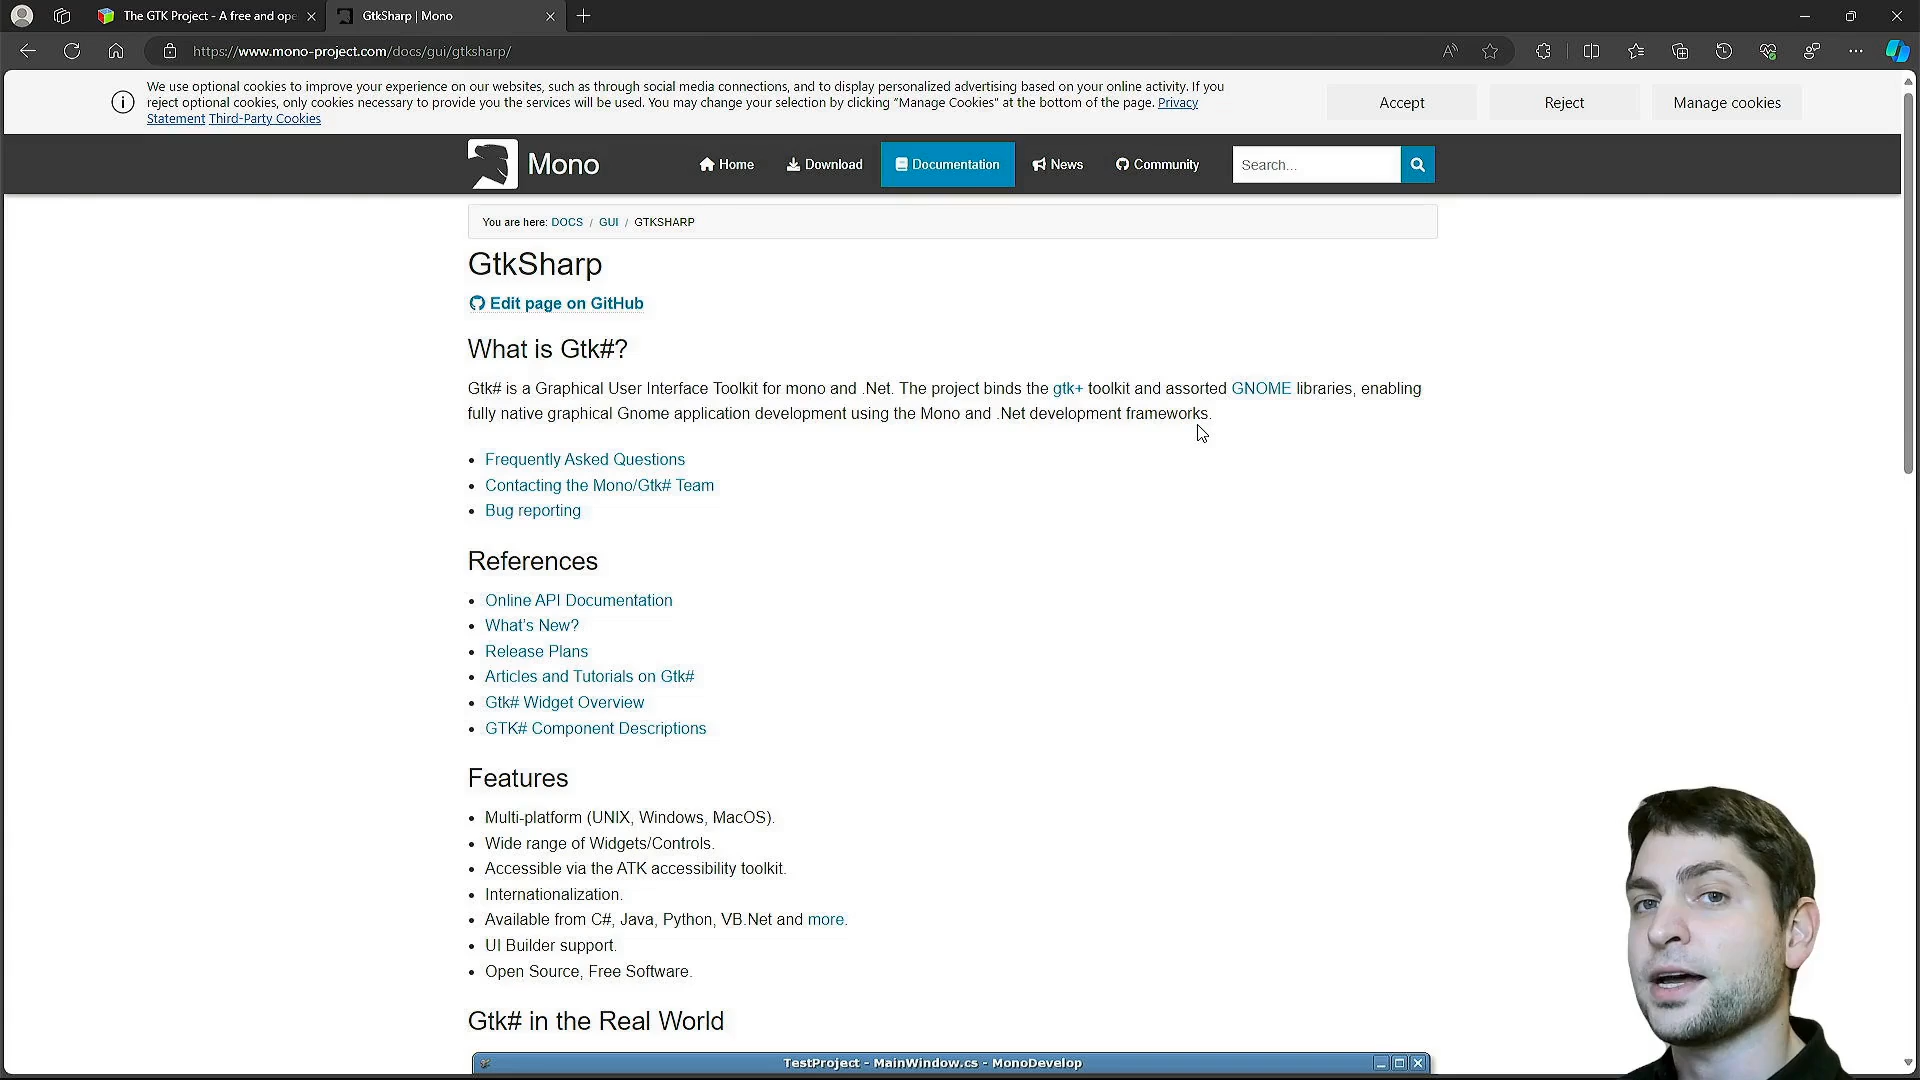 The GTK Project - A free and ope
GtkSharp | Mono
https://www.mono-project.com/docs/gui/gtksharp/
We use optional cookies to improve your experience on our websites, such as through social media connections, and to display personalized advertising based on your online activity. If you
reject optional cookies, only cookies necessary to provide you the services will be used. You may change your selection by clicking "Manage Cookies" at the bottom of the page. Privacy
Statement Third-Party Cookies
Accept
Reject
Manage cookies
Mono
Home
Download
Documentation
News
Community
Search...
You are here: DOCS / GUI / GTKSHARP
GtkSharp
Edit page on GitHub
What is Gtk#?
Gtk# is a Graphical User Interface Toolkit for mono and .Net. The project binds the gtk+ toolkit and assorted GNOME libraries, enabling
fully native graphical Gnome application development using the Mono and .Net development frameworks.
Frequently Asked Questions
Contacting the Mono/Gtk# Team
Bug reporting
References
Online API Documentation
What's New?
Release Plans
Articles and Tutorials on Gtk#
Gtk# Widget Overview
GTK# Component Descriptions
Features
Multi-platform (UNIX, Windows, MacOS).
Wide range of Widgets/Controls.
Accessible via the ATK accessibility toolkit.
Internationalization.
Available from C#, Java, Python, VB.Net and more.
UI Builder support.
Open Source, Free Software.
Gtk# in the Real World
TestProject - MainWindow.cs - MonoDevelop